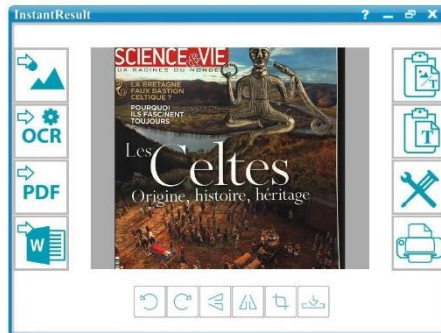 InstantResult
SCIENCE&VIE
UX RACINES DU MONDE
LA BRETAGNE
FAUX BASTION
CELTIQUE ?
POURQUOI
ILS FASCINENT
TOUJOURS
Les
Celtes
Origine, histoire, héritage
OCR
PDF
W
T